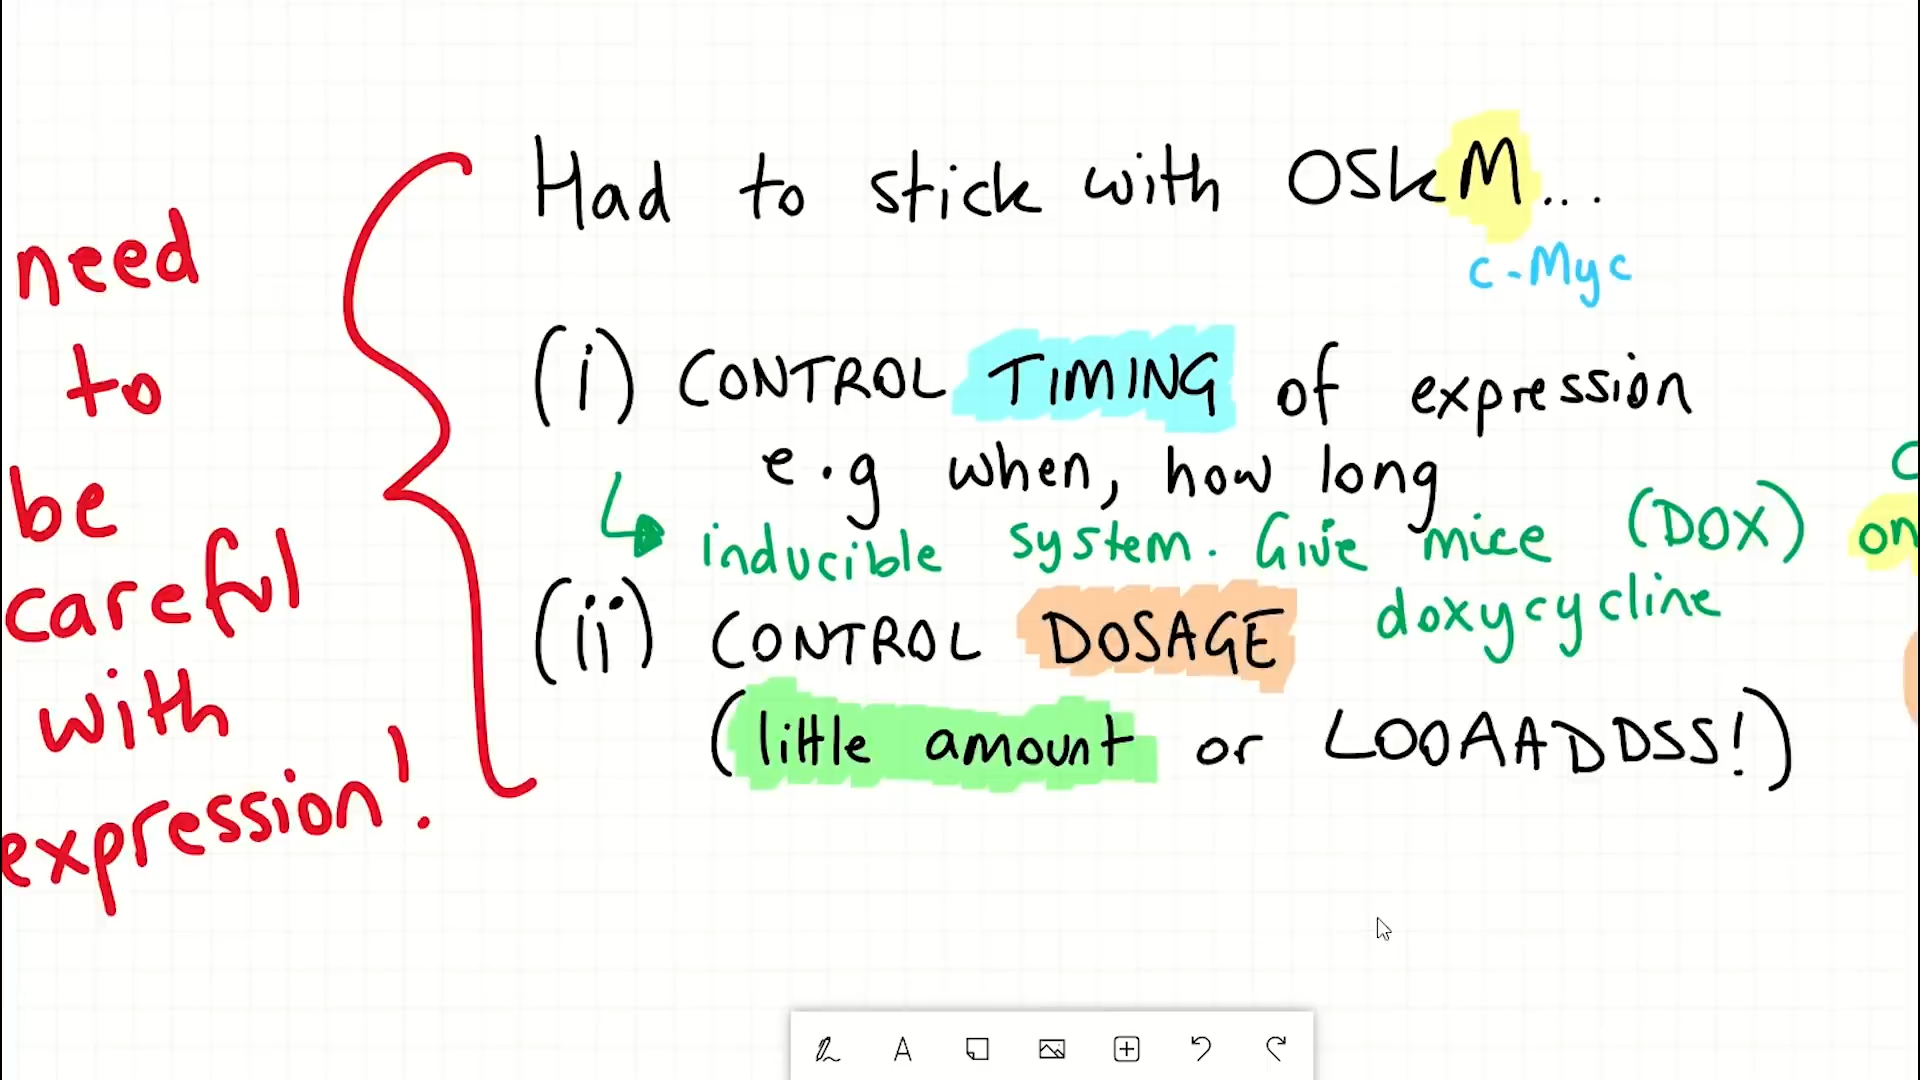 Had to stick with OSKM...
c-Myc
(i) CONTROL TIMING of expression
e.g when, how long
inducible system. Give mice (DOX) on
doxycycline
(ii) CONTROL DOSAGE
(little amount or LOOAADDSS!)
need
to
be
careful
with
expression!
A